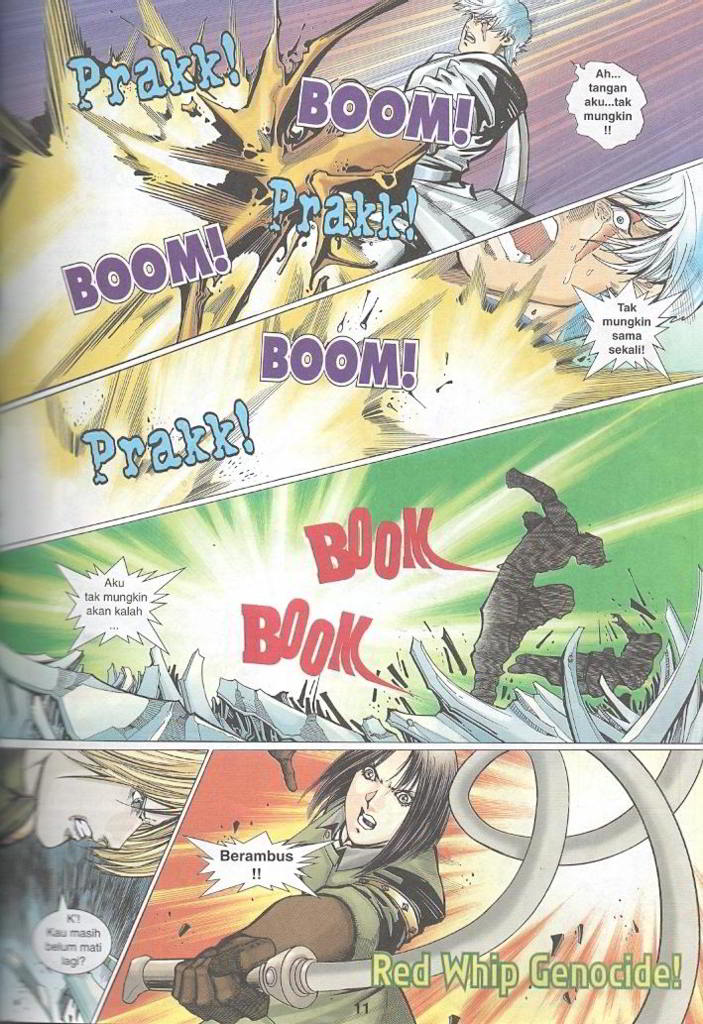 Prakk!
BOOM!
Ah...
tangan
aku...tak
mungkin
!!
Prakk!
BOOM!
Tak
mungkin
sama
sekali!
BOOM!
Prakk!
BOOM
Aku
tak mungkin
akan kalah
...
BOOM
Berambus
!!
K'!
Kau masih
belum mati
lagi?
Red Whip Genocide!
11